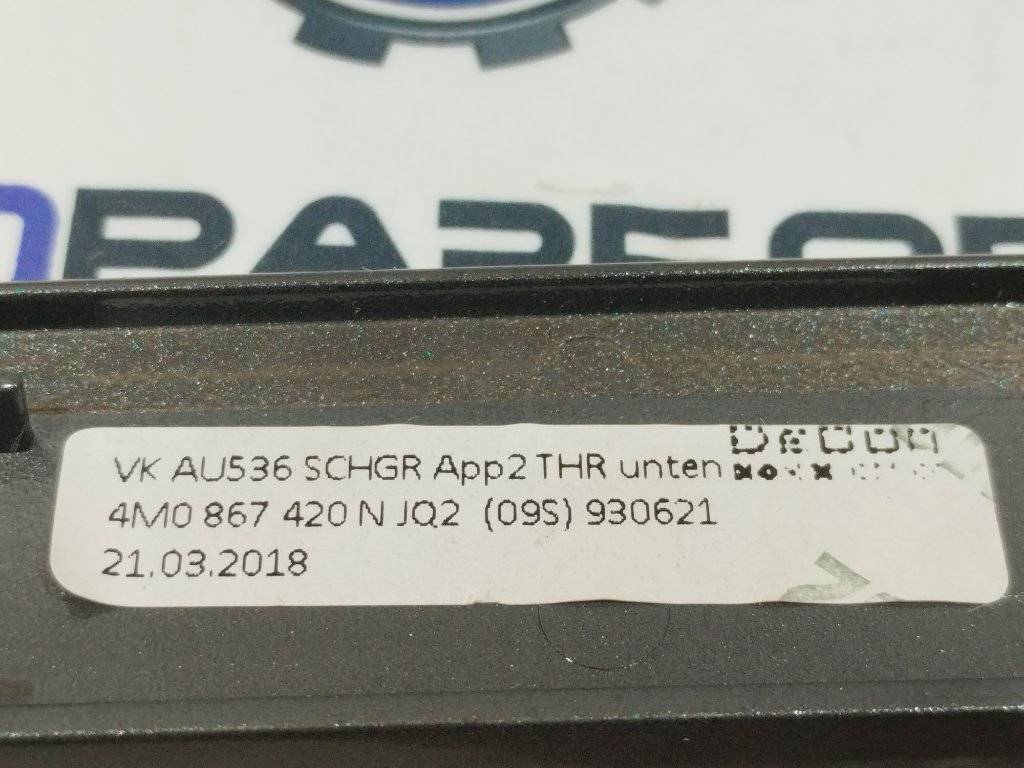 VK AU536 SCHGR App2 THR unten
4M0 867 420 N JQ2 (09S) 930621
21.03.2018